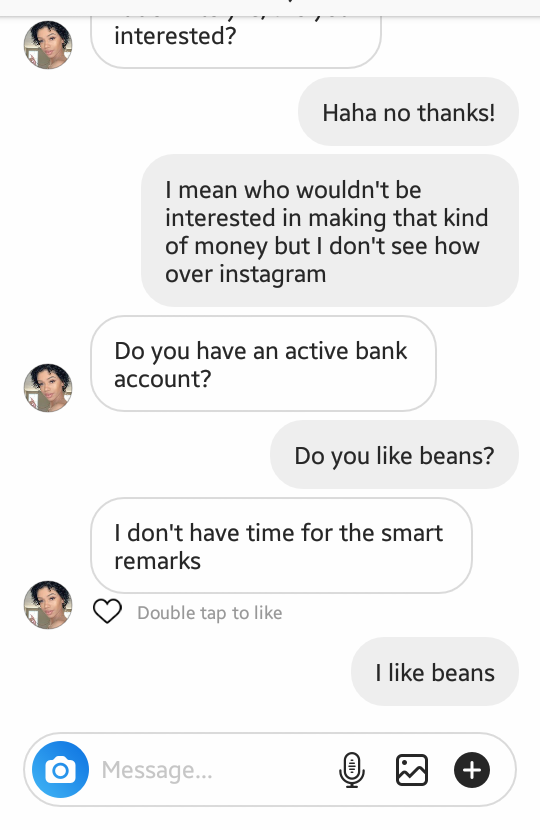 interested?
Haha no thanks!
I mean who wouldn't be
interested in making that kind
of money but I don't see how
over instagram
Do you have an active bank
account?
Do you like beans?
I don't have time for the smart
remarks
Double tap to like
I like beans
Message...